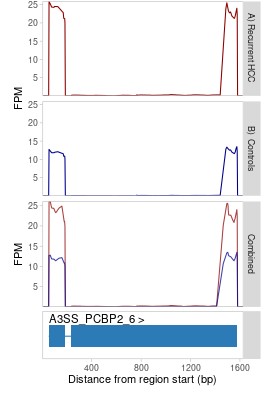 25
20
15
10
5
FPM
A) Recurrent HCC
25
20
15
10
5
B) Controls
25
20
15
10
5
FPM
Combined
A3SS_PCBP2_6 >
400
800
1200
1600
Distance from region start (bp)